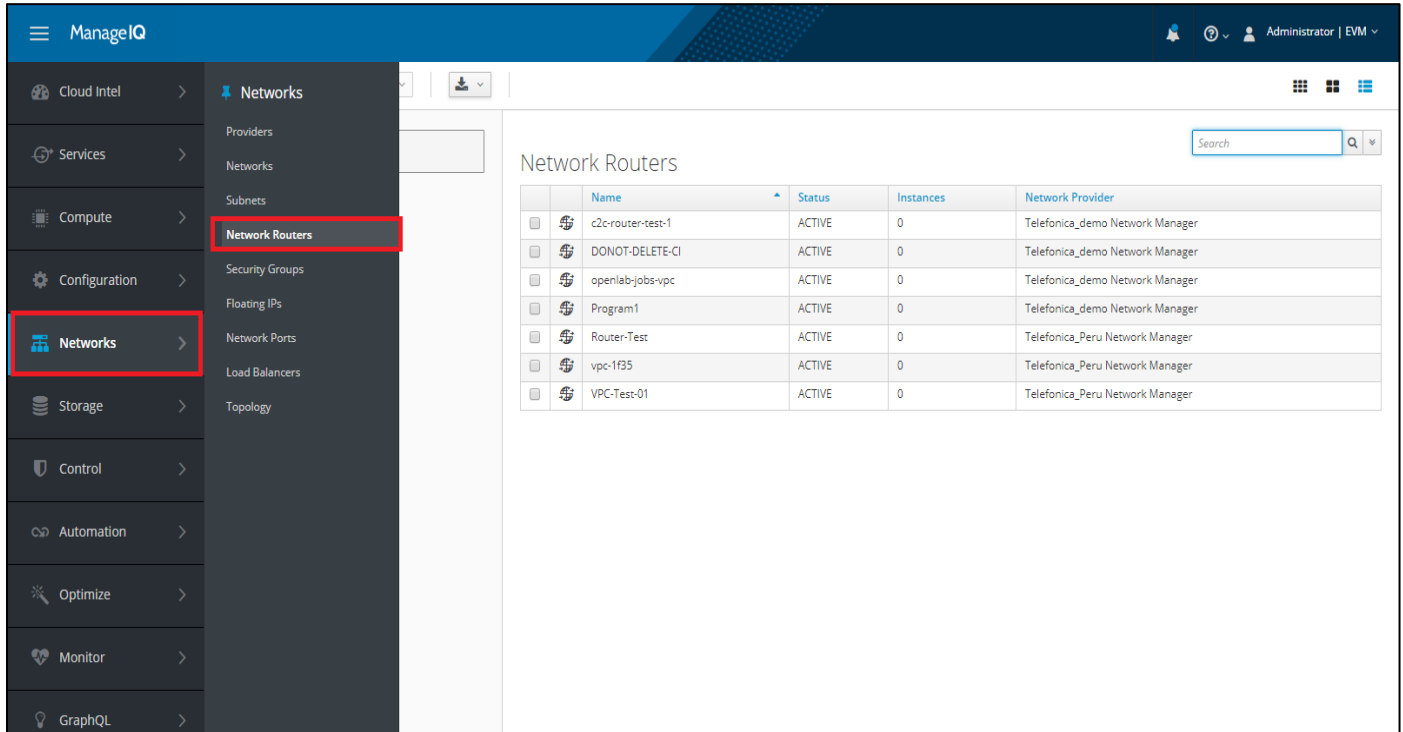 ManageIQ
Administrator | EVM
Cloud Intel
Services
Compute
Configuration
Networks
Storage
Control
Automation
Optimize
Monitor
GraphQL
Networks
Providers
Networks
Subnets
Network Routers
Security Groups
Floating IPs
Network Ports
Load Balancers
Topology
Search
Network Routers
Name Status Instances Network Provider
c2c-router-test-1 ACTIVE 0 Telefonica_demo Network Manager
DONOT-DELETE-CI ACTIVE 0 Telefonica_demo Network Manager
openlab-jobs-vpc ACTIVE 0 Telefonica_demo Network Manager
Program1 ACTIVE 0 Telefonica_demo Network Manager
Router-Test ACTIVE 0 Telefonica_Peru Network Manager
vpc-1f35 ACTIVE 0 Telefonica_Peru Network Manager
VPC-Test-01 ACTIVE 0 Telefonica_Peru Network Manager